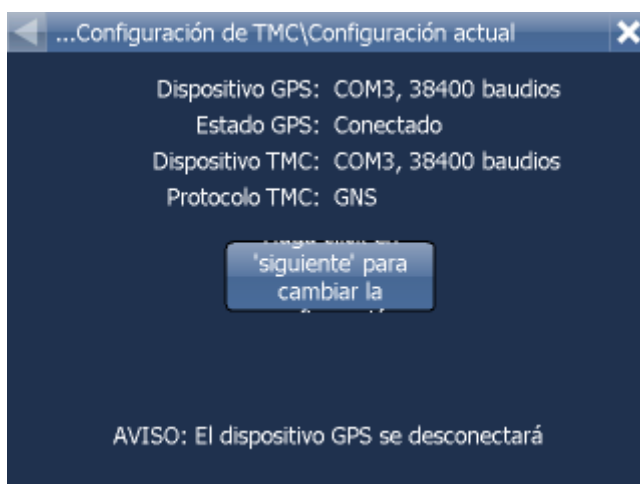 ...Configuración de TMC\Configuración actual
Dispositivo GPS: COM3, 38400 baudios
Estado GPS: Conectado
Dispositivo TMC: COM3, 38400 baudios
Protocolo TMC: GNS
'siguiente' para
cambiar la
AVISO: El dispositivo GPS se desconectará